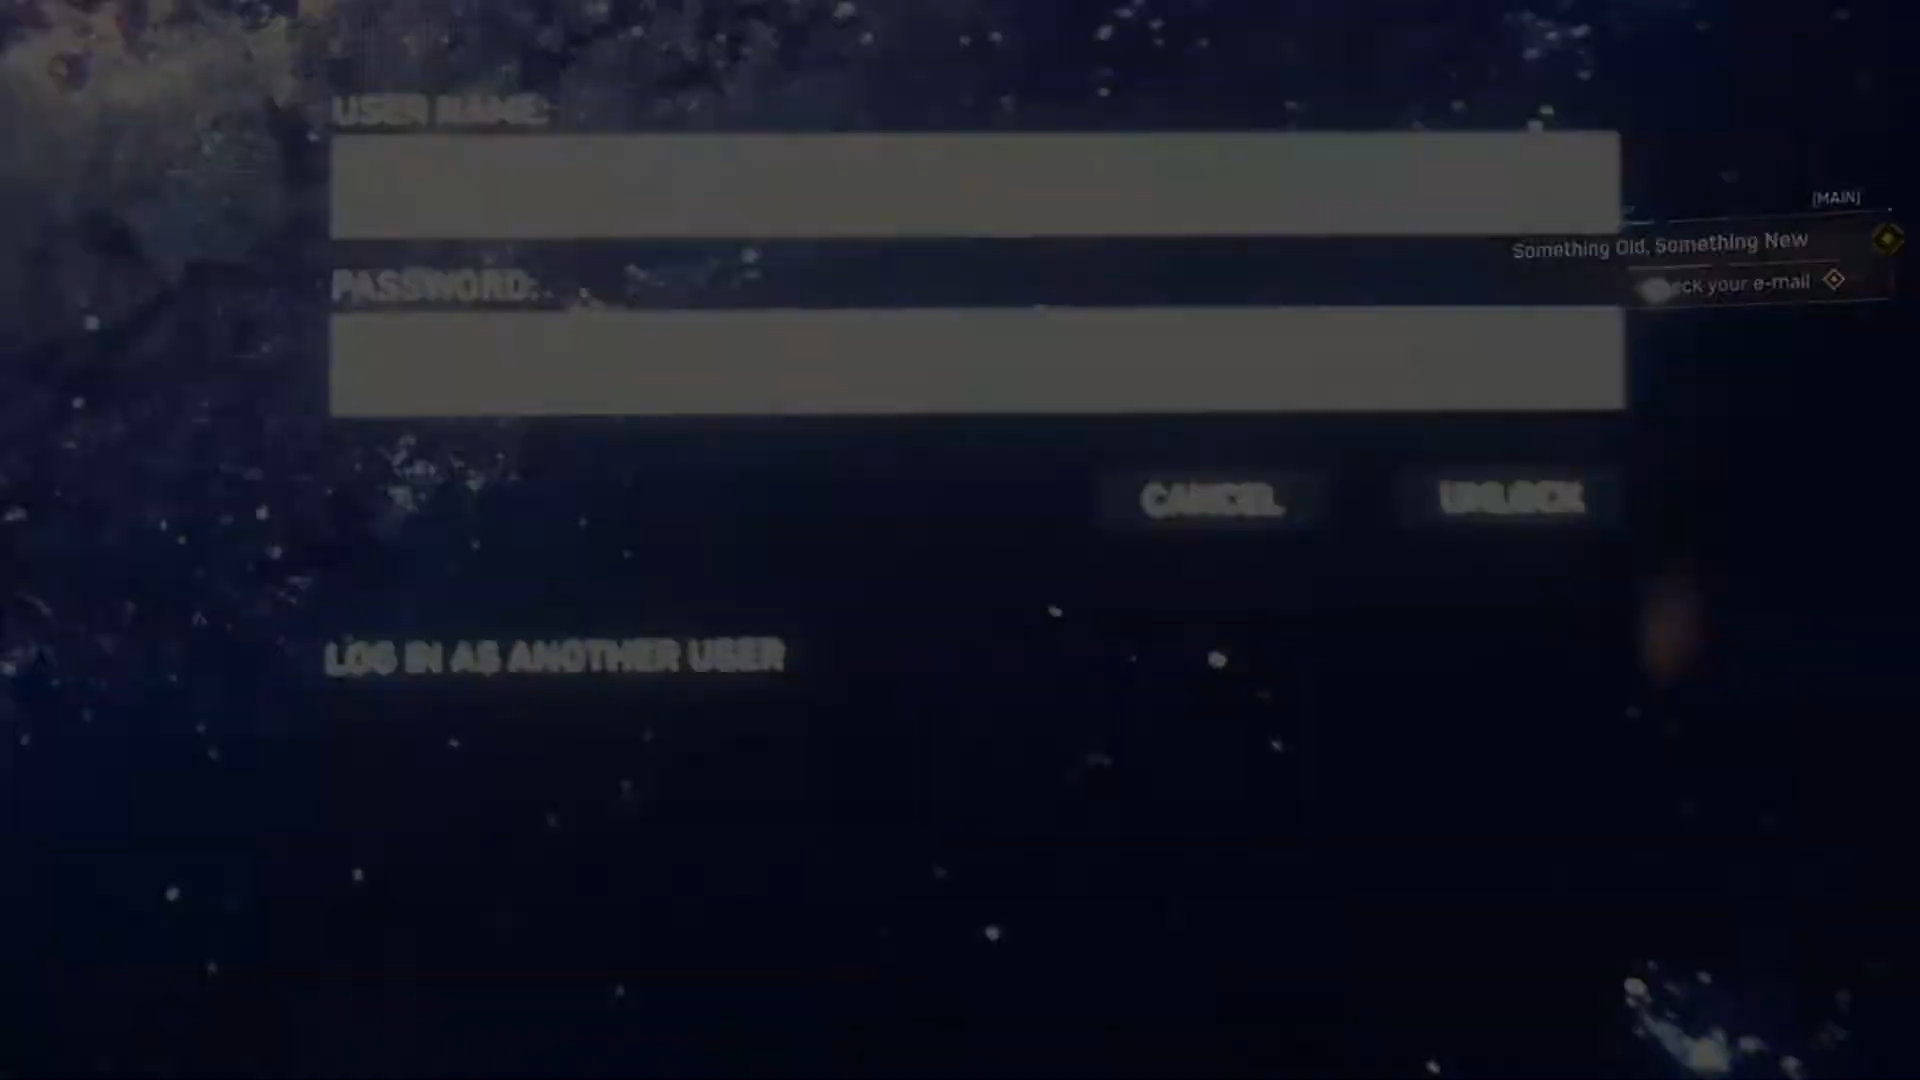 USER NAME:
[MAIN]
Something Old, Something New
PASSWORD:
your e-mail
CANCEL
UNLOCK
LOG IN AS ANOTHER USER